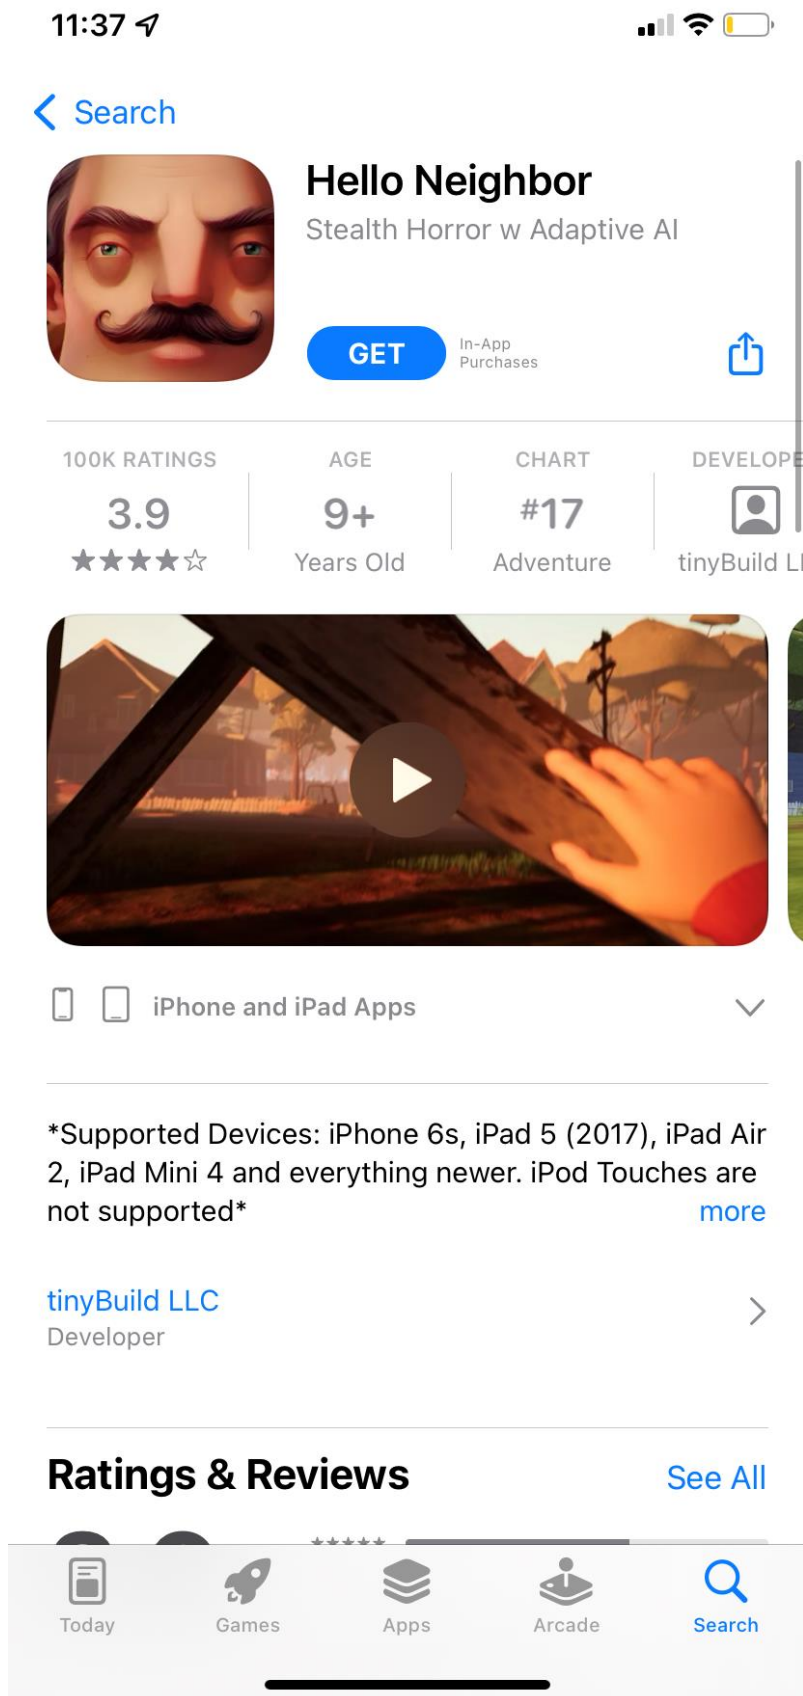 11:37
Search
Hello Neighbor
Stealth Horror w Adaptive AI
GET
In-App
Purchases
100K RATINGS
3.9
AGE
9+
Years Old
CHART
#17
Adventure
DEVELOPE
tinyBuild LL
iPhone and iPad Apps
*Supported Devices: iPhone 6s, iPad 5 (2017), iPad Air
2, iPad Mini 4 and everything newer. iPod Touches are
not supported* more
tinyBuild LLC
Developer
Ratings & Reviews See All
Today Games Apps Arcade Search